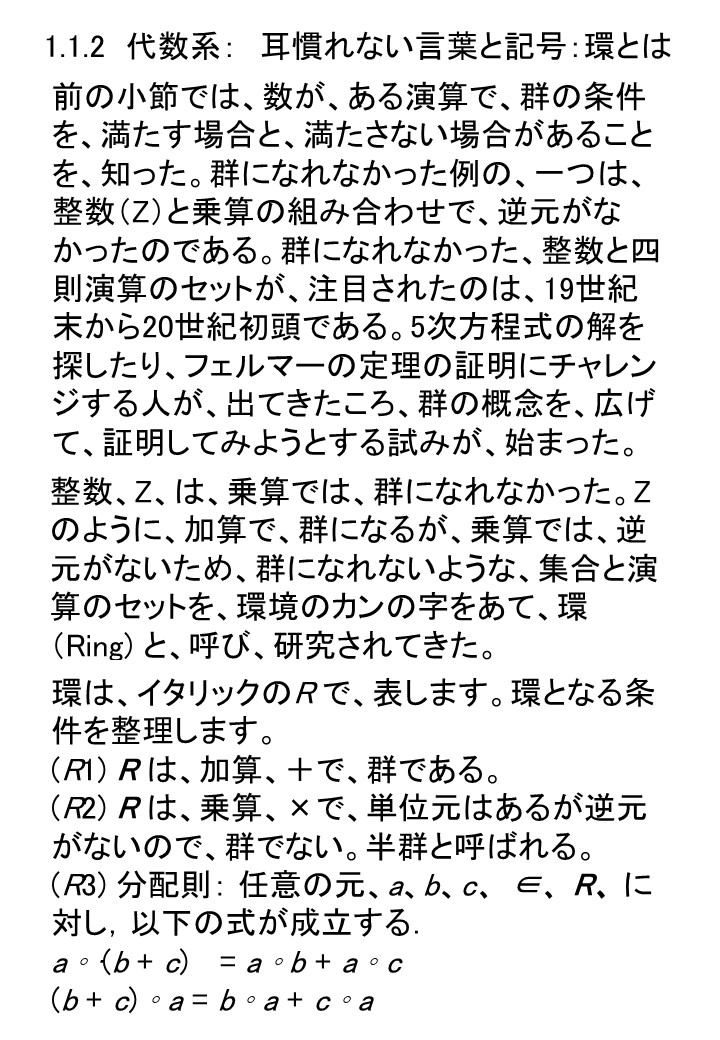 1.1.2 代数系： 耳慣れない言葉と記号：環とは
前の小節では、数が、ある演算で、群の条件
を、満たす場合と、満たさない場合があること
を、知った。群になれなかった例の、一つは、
整数（Z）と乗算の組み合わせで、逆元がな
かったのである。群になれなかった、整数と四
則演算のセットが、注目されたのは、19世紀
末から20世紀初頭である。5次方程式の解を
探したり、フェルマーの定理の証明にチャレン
ジする人が、出てきたころ、群の概念を、広げ
て、証明してみようとする試みが、始まった。
整数、Z、は、乗算では、群になれなかった。Z
のように、加算で、群になるが、乗算では、逆
元がないため、群になれないような、集合と演
算のセットを、環境のカンの字をあて、環
（Ring）と、呼び、研究されてきた。
環は、イタリックのRで、表します。環となる条
件を整理します。
（R1）Rは、加算、＋で、群である。
（R2）Rは、乗算、×で、単位元はあるが逆元
がないので、群でない。半群と呼ばれる。
（R3）分配則： 任意の元、a、b、c、 ∈、R、に
対し，以下の式が成立する．
a◦·(b + c) = a◦b + a◦c
(b + c)◦a = b◦a + c◦a